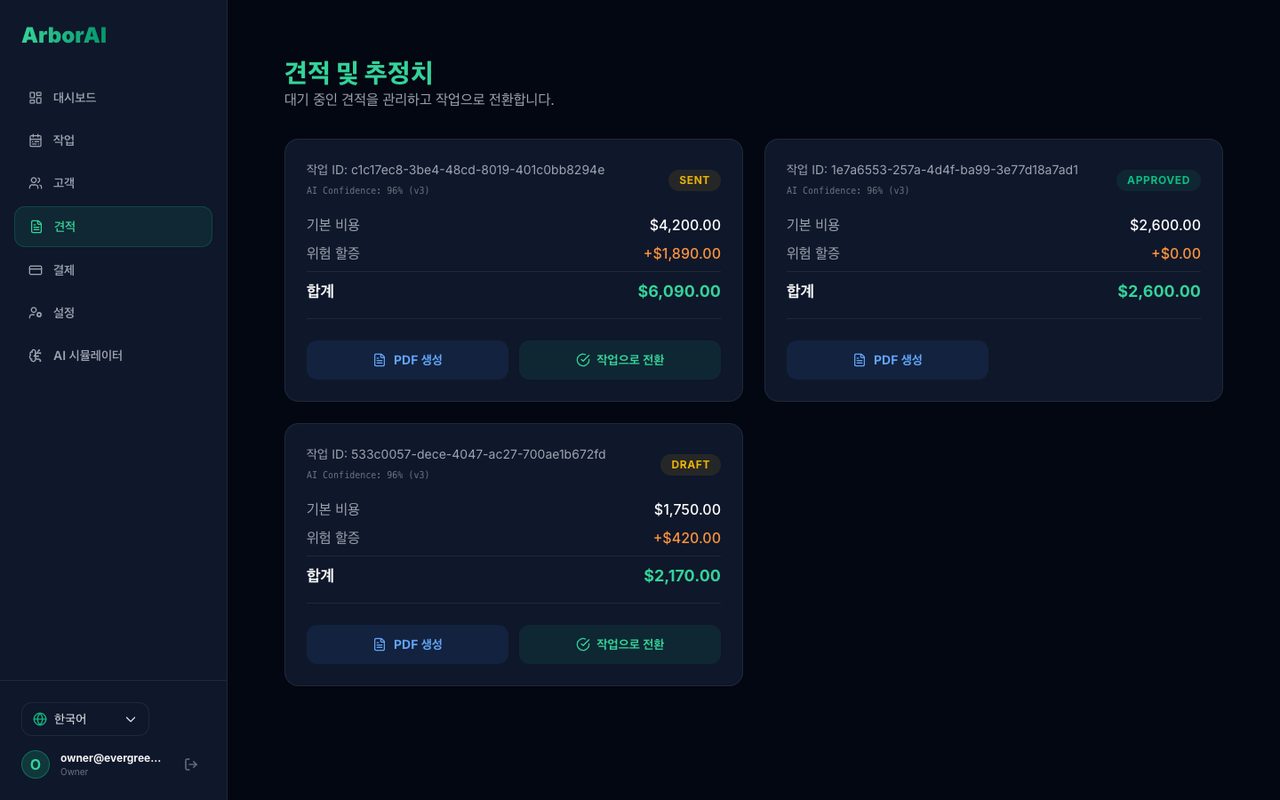 ArborAI
대시보드
작업
고객
견적
결제
설정
AI 시뮬레이터
한국어
O
owner@evergree...
Owner
견적 및 추정치
대기 중인 견적을 관리하고 작업으로 전환합니다.
작업 ID: c1c17ec8-3be4-48cd-8019-401c0bb8294e
AI Confidence: 96% (v3)
SENT
기본 비용 $4,200.00
위험 할증 +$1,890.00
합계 $6,090.00
PDF 생성 작업으로 전환
작업 ID: 1e7a6553-257a-4d4f-ba99-3e77d18a7ad1
AI Confidence: 96% (v3)
APPROVED
기본 비용 $2,600.00
위험 할증 +$0.00
합계 $2,600.00
PDF 생성
작업 ID: 533c0057-dece-4047-ac27-700ae1b672fd
AI Confidence: 96% (v3)
DRAFT
기본 비용 $1,750.00
위험 할증 +$420.00
합계 $2,170.00
PDF 생성 작업으로 전환